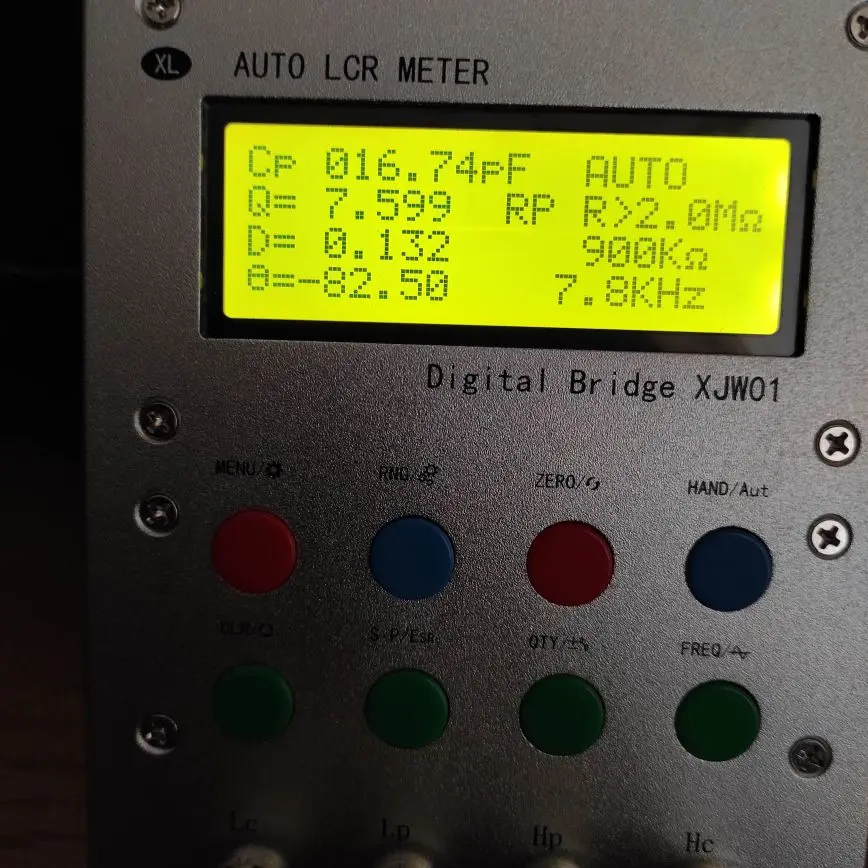 XL AUTO LCR METER
Cp 016.74pF AUTO
Q= 7.599 RP R>2.0MΩ
D= 0.132 900KΩ
θ=-82.50 7.8KHz
Digital Bridge XJW01
MENU/ RNG/ ZERO/ HAND/Aut
CLR/ S-P/EsR QTY/±% FREQ/
Lc Lp Hp Hc